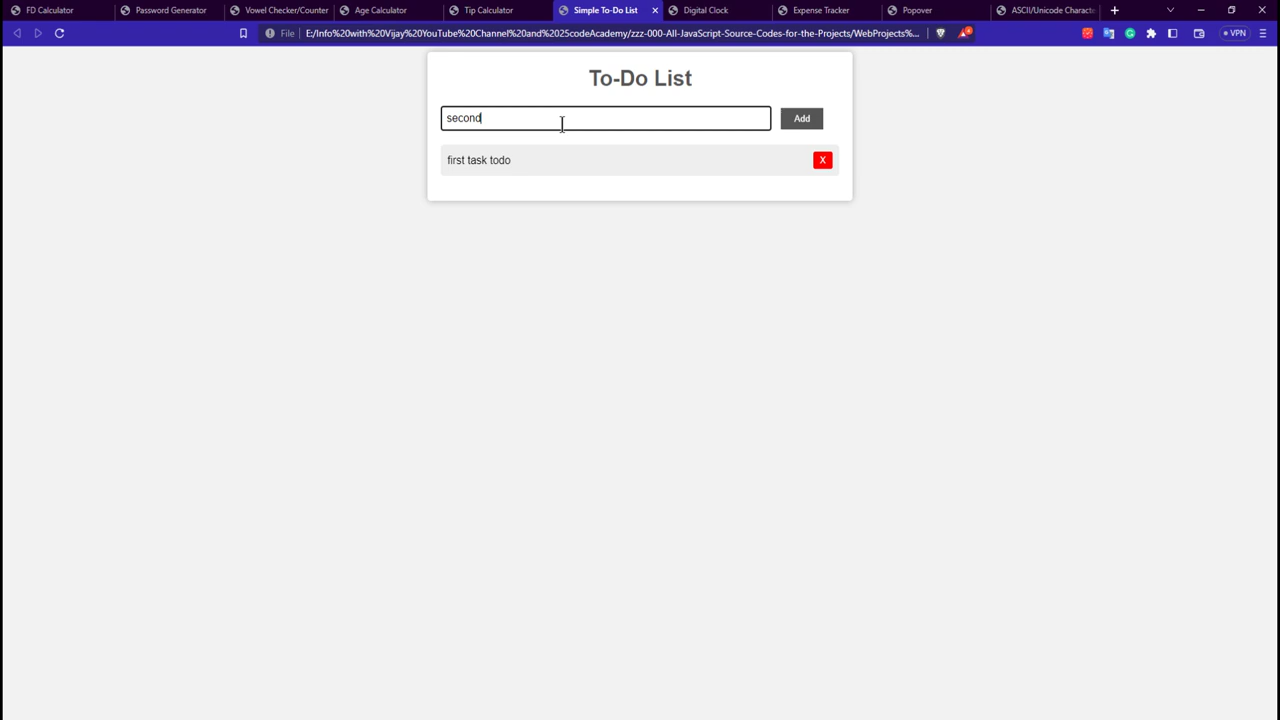 FD Calculator
Password Generator
Vowel Checker/Counter
Age Calculator
Tip Calculator
Simple To-Do List
Digital Clock
Expense Tracker
Popover
ASCII/Unicode Charact
File
E:/Info%20with%20Vijay%20YouTube%20Channel%20and%2025codeAcademy/zzz-000-All-JavaScript-Source-Codes-for-the-Projects/WebProjects%...
4
VPN
To-Do List
second
Add
first task todo
X